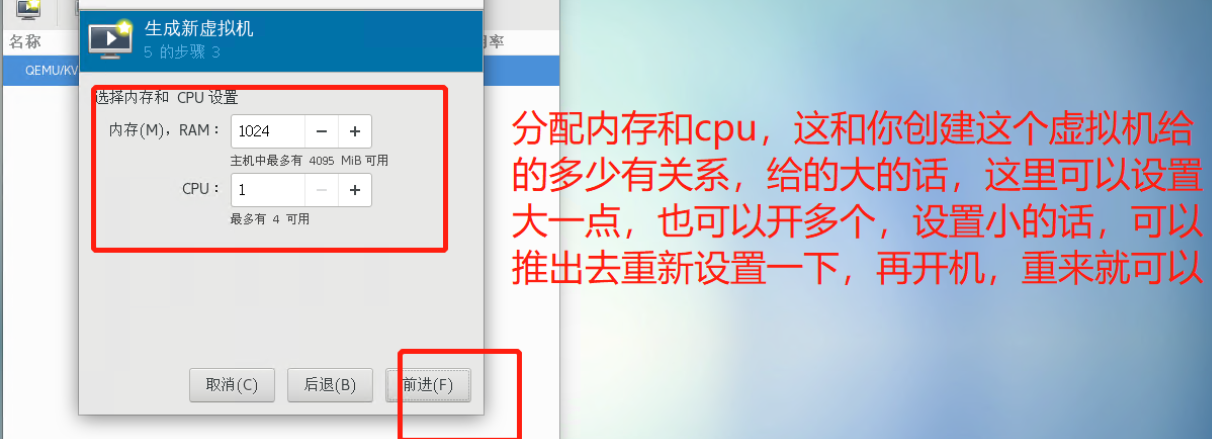 生成新虚拟机
5 的步骤 3
名称
用率
QEMU/KV
选择内存和 CPU 设置
内存(M), RAM： 1024 − +
主机中最多有 4095 MiB 可用
CPU： 1 − +
最多有 4 可用
取消(C) 后退(B) 前进(F)
分配内存和cpu，这和你创建这个虚拟机给
的多少有关系，给的大的话，这里可以设置
大一点，也可以开多个，设置小的话，可以
推出去重新设置一下，再开机，重来就可以